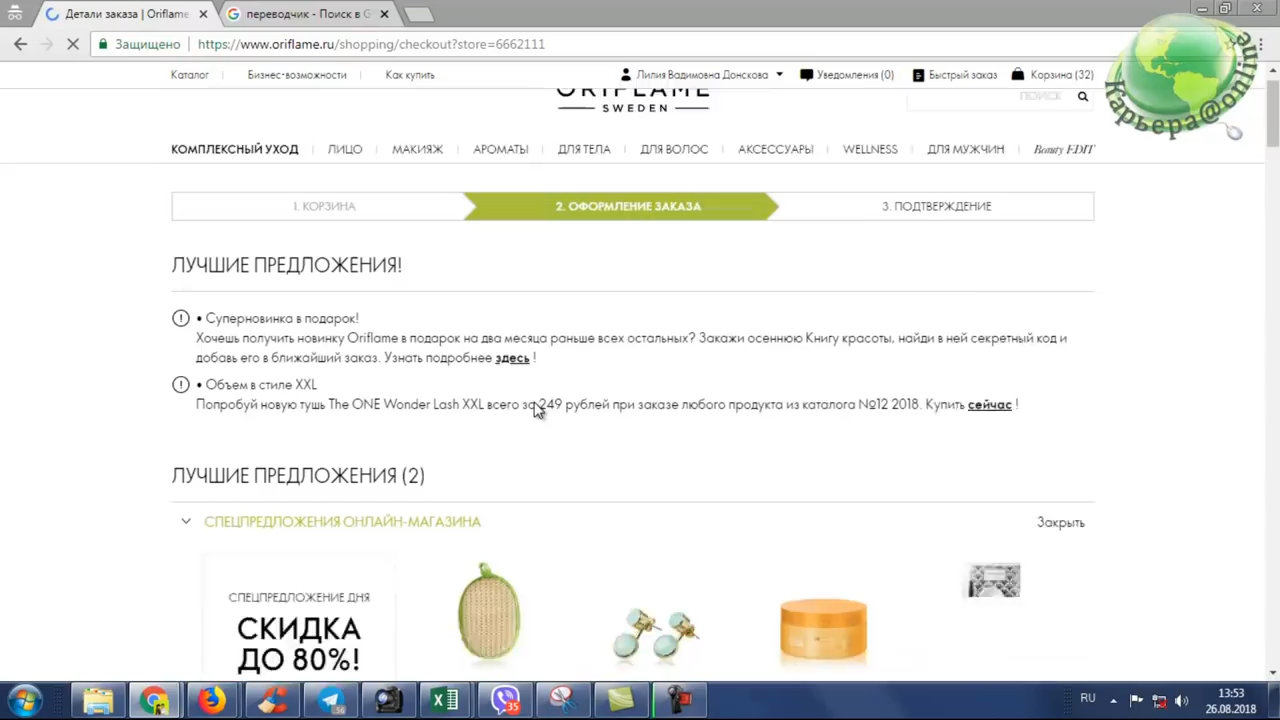 Детали заказа | Oriflame
переводчик - Поиск в G
Защищено
https://www.oriflame.ru/shopping/checkout?store=6662111
Карьера@online
Каталог
Бизнес-возможности
Как купить
Лилия Вадимовна Донскова
Уведомления (0)
Быстрый заказ
Корзина (32)
ORIFLAME
SWEDEN
ПОИСК
КОМПЛЕКСНЫЙ УХОД
ЛИЦО
МАКИЯЖ
АРОМАТЫ
ДЛЯ ТЕЛА
ДЛЯ ВОЛОС
АКСЕССУАРЫ
WELLNESS
ДЛЯ МУЖЧИН
Beauty EDIT
1. КОРЗИНА
2. ОФОРМЛЕНИЕ ЗАКАЗА
3. ПОДТВЕРЖДЕНИЕ
ЛУЧШИЕ ПРЕДЛОЖЕНИЯ!
• Суперновинка в подарок!
Хочешь получить новинку Oriflame в подарок на два месяца раньше всех остальных? Закажи осеннюю Книгу красоты, найди в ней секретный код и
добавь его в ближайший заказ. Узнать подробнее здесь !
• Объем в стиле XXL
Попробуй новую тушь The ONE Wonder Lash XXL всего за 249 рублей при заказе любого продукта из каталога №12 2018. Купить сейчас !
ЛУЧШИЕ ПРЕДЛОЖЕНИЯ (2)
СПЕЦПРЕДЛОЖЕНИЯ ОНЛАЙН-МАГАЗИНА
Закрыть
СПЕЦПРЕДЛОЖЕНИЕ ДНЯ
СКИДКА
ДО 80%!
56
35
RU
13:53
26.08.2018